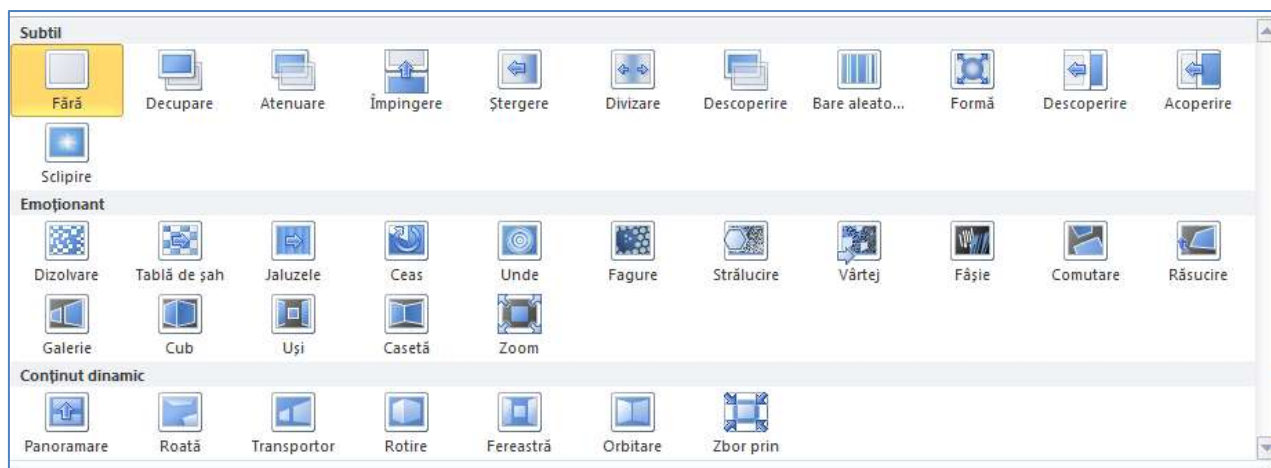 Subtil
Fără Decupare Atenuare Împingere Ștergere Divizare Descoperire Bare aleato... Formă Descoperire Acoperire
Sclipire
Emoționant
Dizolvare Tablă de șah Jaluzele Ceas Unde Fagure Strălucire Vârtej Fâșie Comutare Răsucire
Galerie Cub Uși Casetă Zoom
Conținut dinamic
Panoramare Roată Transportor Rotire Fereastră Orbitare Zbor prin